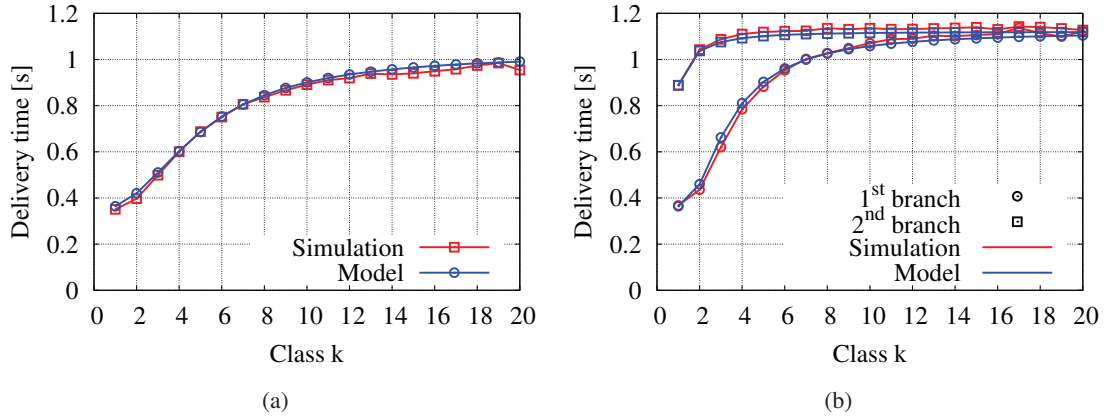 Delivery time [s]
1.2
1
0.8
0.6
0.4
0.2
0
Simulation
Model
0 2 4 6 8 10 12 14 16 18 20
Class k
(a)
Delivery time [s]
1.2
1
0.8
0.6
0.4
0.2
0
1st branch
2nd branch
Simulation
Model
0 2 4 6 8 10 12 14 16 18 20
Class k
(b)